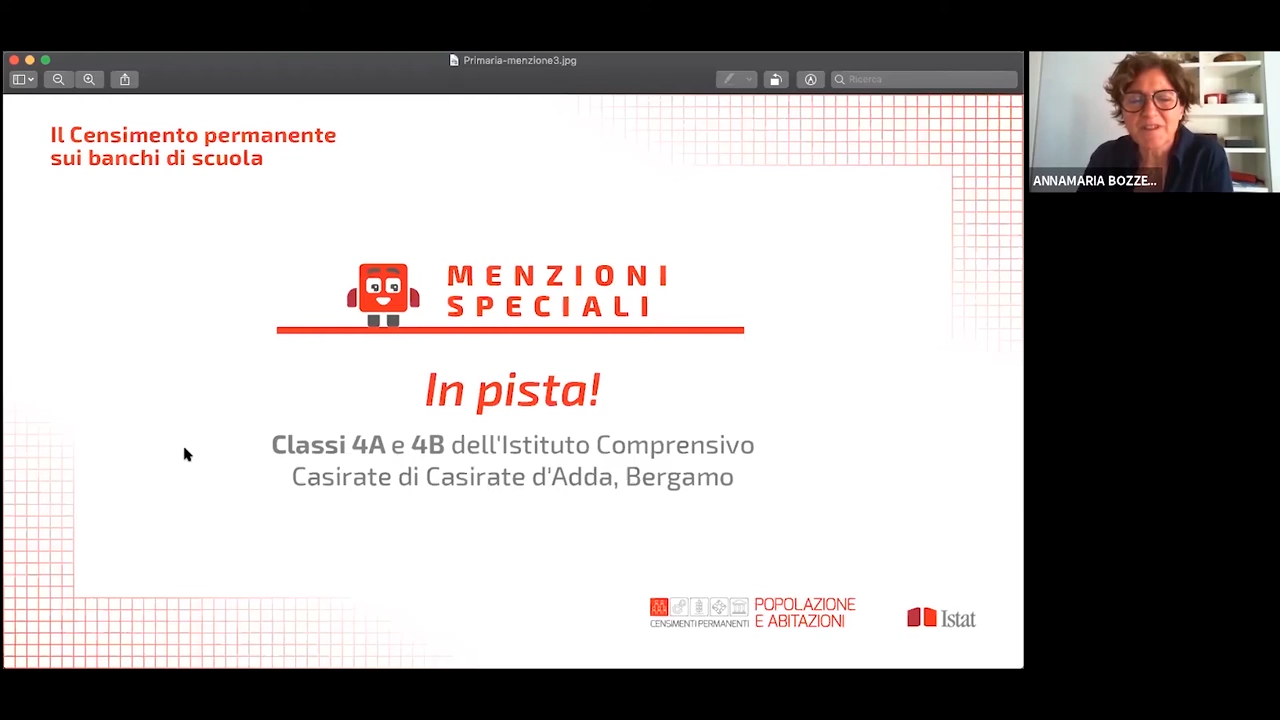 Primaria-menzione3.jpg
Ricerca
Il Censimento permanente
sui banchi di scuola
MENZIONI
SPECIALI
In pista!
Classi 4A e 4B dell'Istituto Comprensivo
Casirate di Casirate d'Adda, Bergamo
CENSIMENTI PERMANENTI
POPOLAZIONE
E ABITAZIONI
Istat
ANNAMARIA BOZZE...